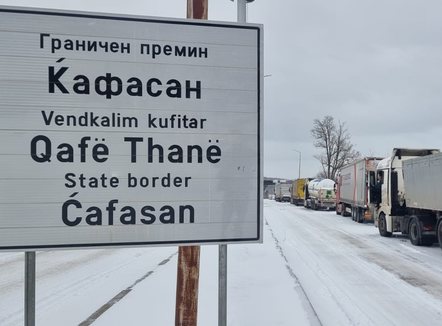 Граничен премин
Ќафасан
Vendkalim kufitar
Qafë Thanë
State border
Ćafasan